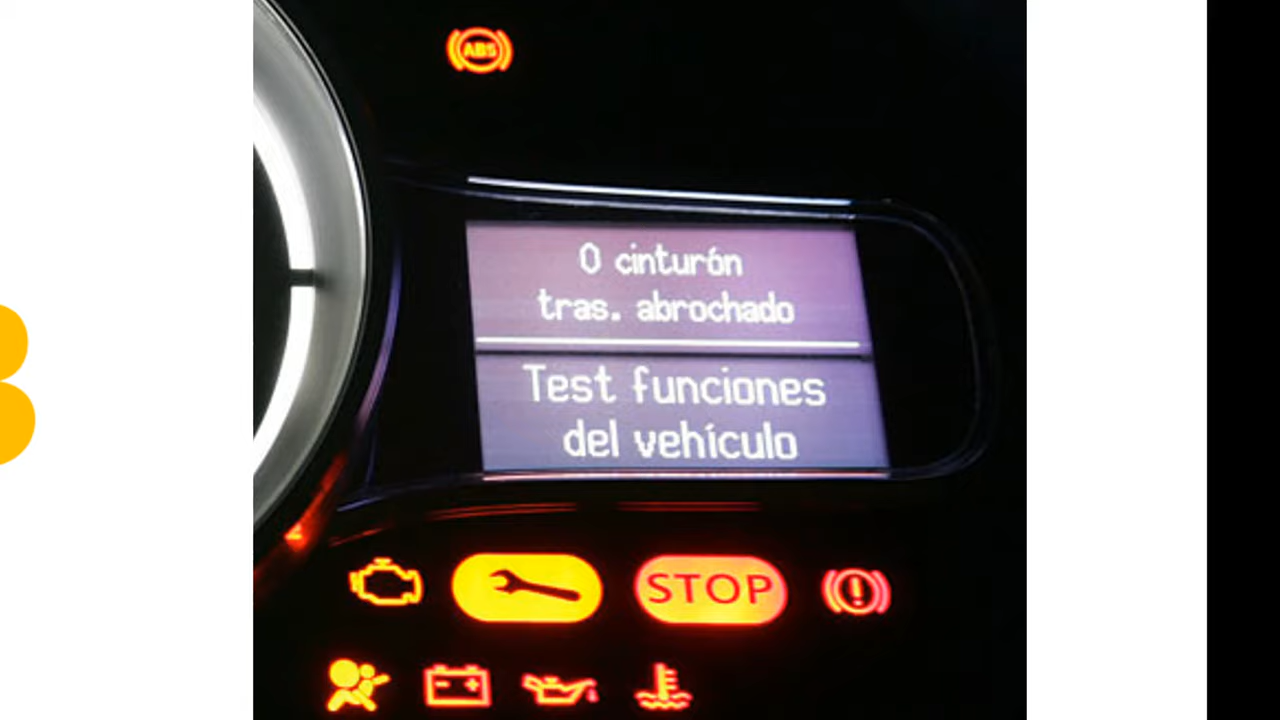 ABS
0 cinturón
tras. abrochado
Test funciones
del vehículo
STOP